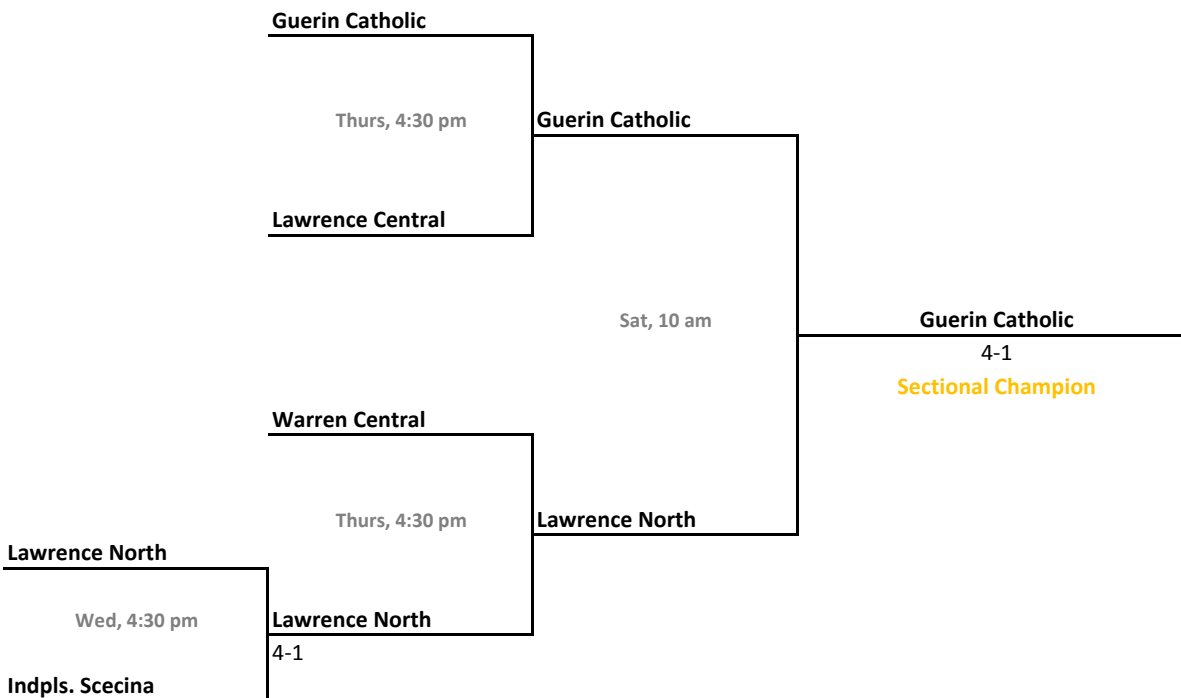 Guerin Catholic
Thurs, 4:30 pm
Guerin Catholic
Lawrence Central
Sat, 10 am
Guerin Catholic
4-1
Sectional Champion
Warren Central
Thurs, 4:30 pm
Lawrence North
Lawrence North
Wed, 4:30 pm
Lawrence North
4-1
Indpls. Scecina